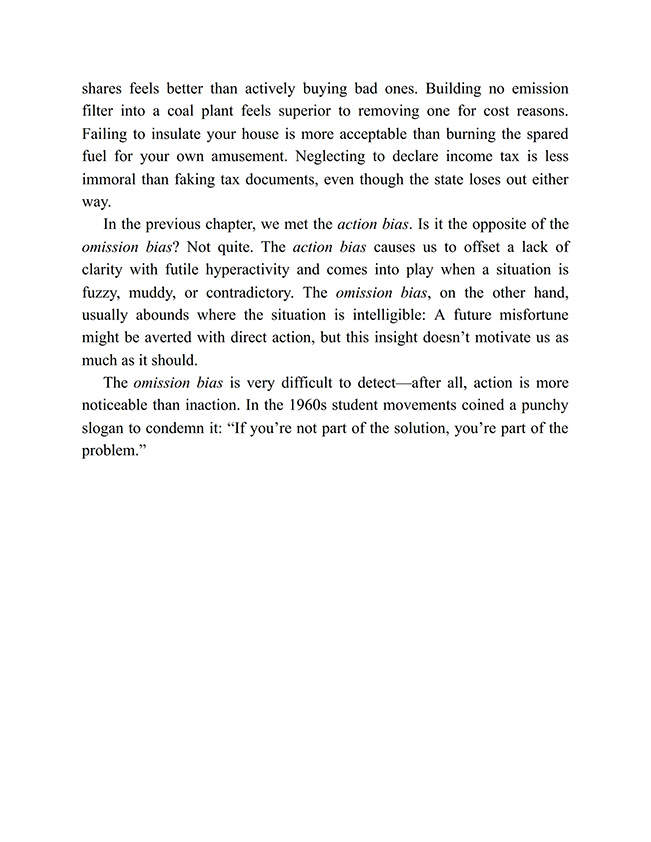 shares feels better than actively buying bad ones. Building no emission
filter into a coal plant feels superior to removing one for cost reasons.
Failing to insulate your house is more acceptable than burning the spared
fuel for your own amusement. Neglecting to declare income tax is less
immoral than faking tax documents, even though the state loses out either
way.
In the previous chapter, we met the action bias. Is it the opposite of the
omission bias? Not quite. The action bias causes us to offset a lack of
clarity with futile hyperactivity and comes into play when a situation is
fuzzy, muddy, or contradictory. The omission bias, on the other hand,
usually abounds where the situation is intelligible: A future misfortune
might be averted with direct action, but this insight doesn’t motivate us as
much as it should.
The omission bias is very difficult to detect—after all, action is more
noticeable than inaction. In the 1960s student movements coined a punchy
slogan to condemn it: “If you’re not part of the solution, you’re part of the
problem.”